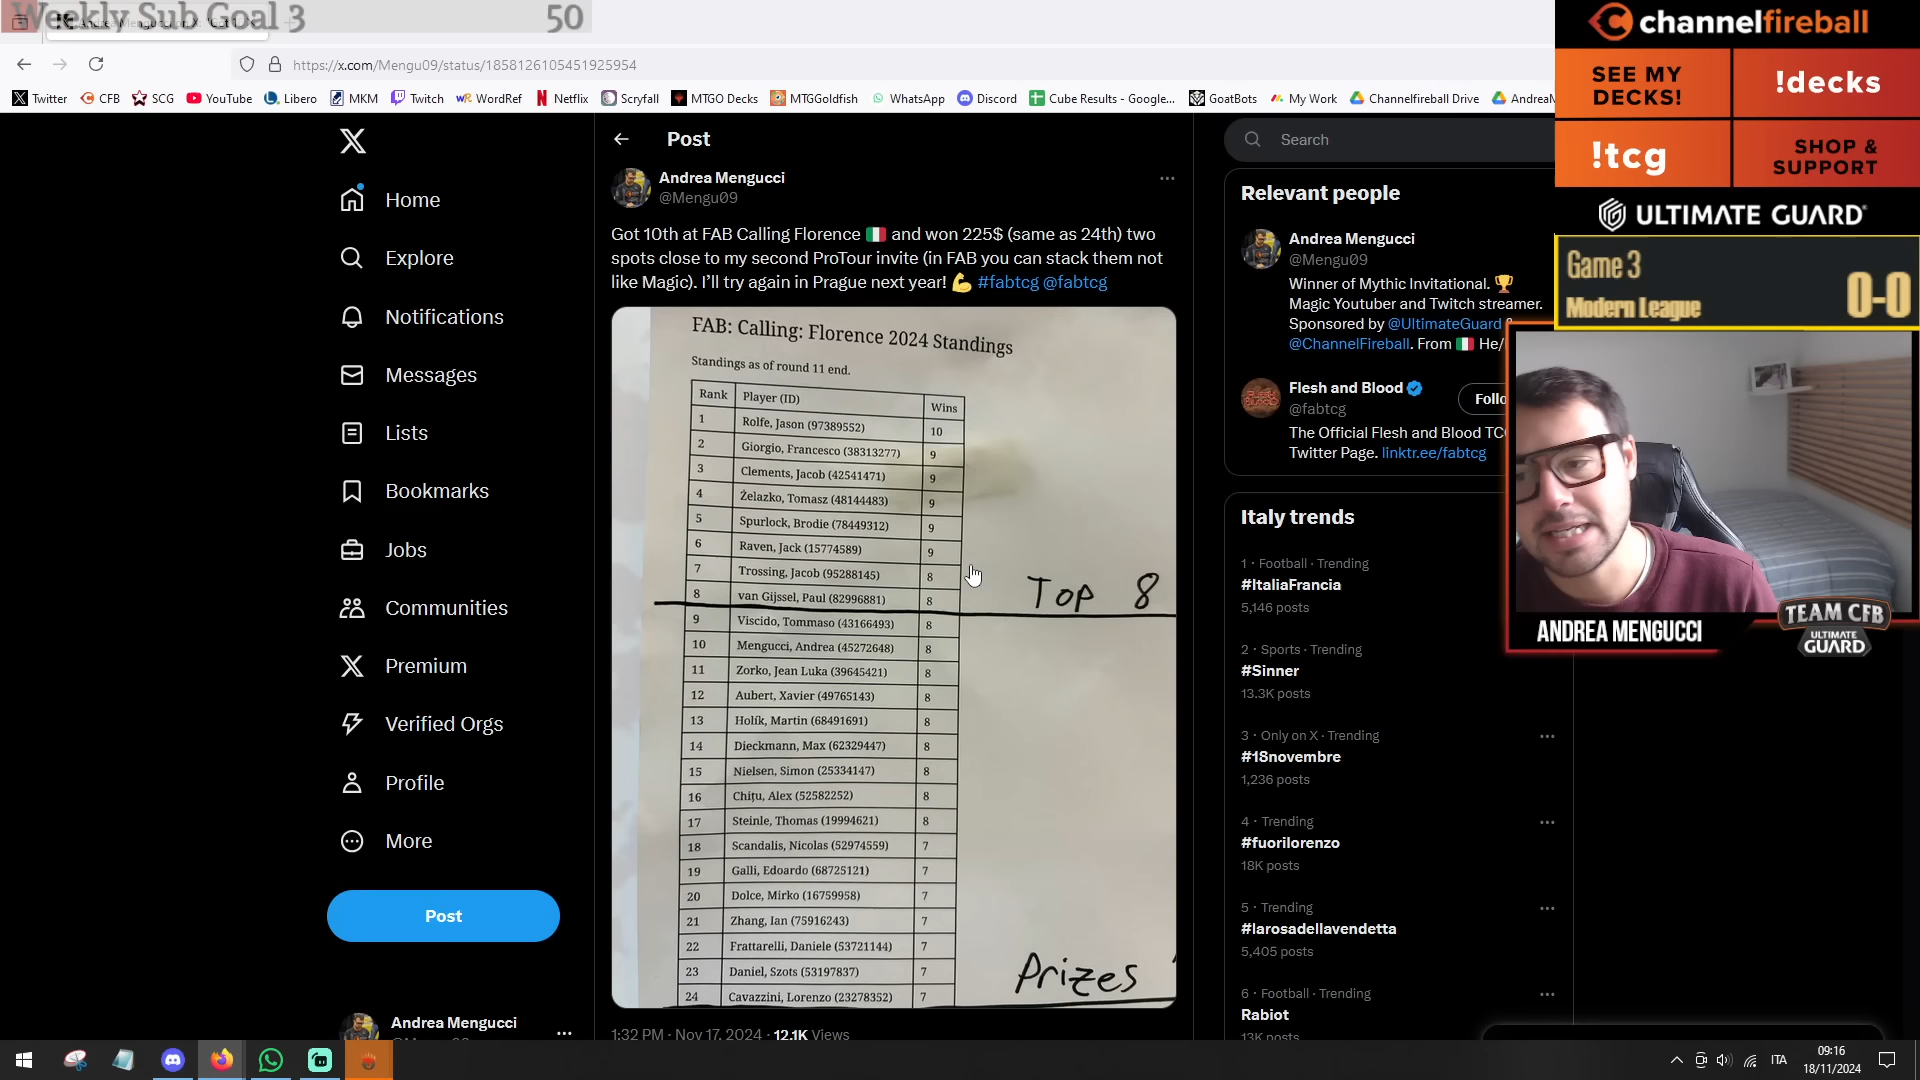 Weekly Sub Goal 3 50
https://x.com/Mengu09/status/1858126105451925954
Twitter CFB SCG YouTube Libero MKM Twitch WordRef Netflix Scryfall MTGO Decks MTGGoldfish WhatsApp Discord Cube Results - Google... GoatBots My Work Channelfireball Drive
Home
Explore
Notifications
Messages
Lists
Bookmarks
Jobs
Communities
Premium
Verified Orgs
Profile
More
Post
Andrea Mengucci
Post
Andrea Mengucci
@Mengu09
Got 10th at FAB Calling Florence 🇮🇹 and won 225$ (same as 24th) two
spots close to my second ProTour invite (in FAB you can stack them not
like Magic). I'll try again in Prague next year! 💪 #fabtcg @fabtcg
FAB: Calling: Florence 2024 Standings
Standings as of round 11 end.
Rank Player (ID) Wins
1 Rolfe, Jason (97389552) 10
2 Giorgio, Francesco (38313277) 9
3 Clements, Jacob (42541471) 9
4 Żelazko, Tomasz (48144483) 9
5 Spurlock, Brodie (78449312) 9
6 Raven, Jack (15774589) 9
7 Trossing, Jacob (95288145) 8
8 van Gijssel, Paul (82996881) 8
Top 8
9 Viscido, Tommaso (43166493) 8
10 Mengucci, Andrea (45272648) 8
11 Zorko, Jean Luka (39645421) 8
12 Aubert, Xavier (49765143) 8
13 Holík, Martin (68491691) 8
14 Dieckmann, Max (62329447) 8
15 Nielsen, Simon (25334147) 8
16 Chițu, Alex (52582252) 8
17 Steinle, Thomas (19994621) 8
18 Scandalis, Nicolas (52974559) 7
19 Galli, Edoardo (68725121) 7
20 Dolce, Mirko (16759958) 7
21 Zhang, Ian (75916243) 7
22 Frattarelli, Daniele (53721144) 7
23 Daniel, Szots (53197837) 7
24 Cavazzini, Lorenzo (23278352) 7
Prizes
1:32 PM · Nov 17, 2024 · 12.1K Views
Search
Relevant people
Andrea Mengucci
@Mengu09
Winner of Mythic Invitational. 🏆
Magic Youtuber and Twitch streamer.
Sponsored by @UltimateGuard
@ChannelFireball. From 🇮🇹 He/
Flesh and Blood
@fabtcg
Follo
The Official Flesh and Blood TC
Twitter Page. linktr.ee/fabtcg
Italy trends
1 · Football · Trending
#ItaliaFrancia
5,146 posts
2 · Sports · Trending
#Sinner
13.3K posts
3 · Only on X · Trending
#18novembre
1,236 posts
4 · Trending
#fuorilorenzo
18K posts
5 · Trending
#larosadellavendetta
5,405 posts
6 · Football · Trending
Rabiot
13K posts
channelfireball
SEE MY
DECKS!
!decks
!tcg
SHOP &
SUPPORT
ULTIMATE GUARD
Game 3
Modern League 0-0
ANDREA MENGUCCI
TEAM CFB
ULTIMATE
GUARD
ITA
09:16
18/11/2024